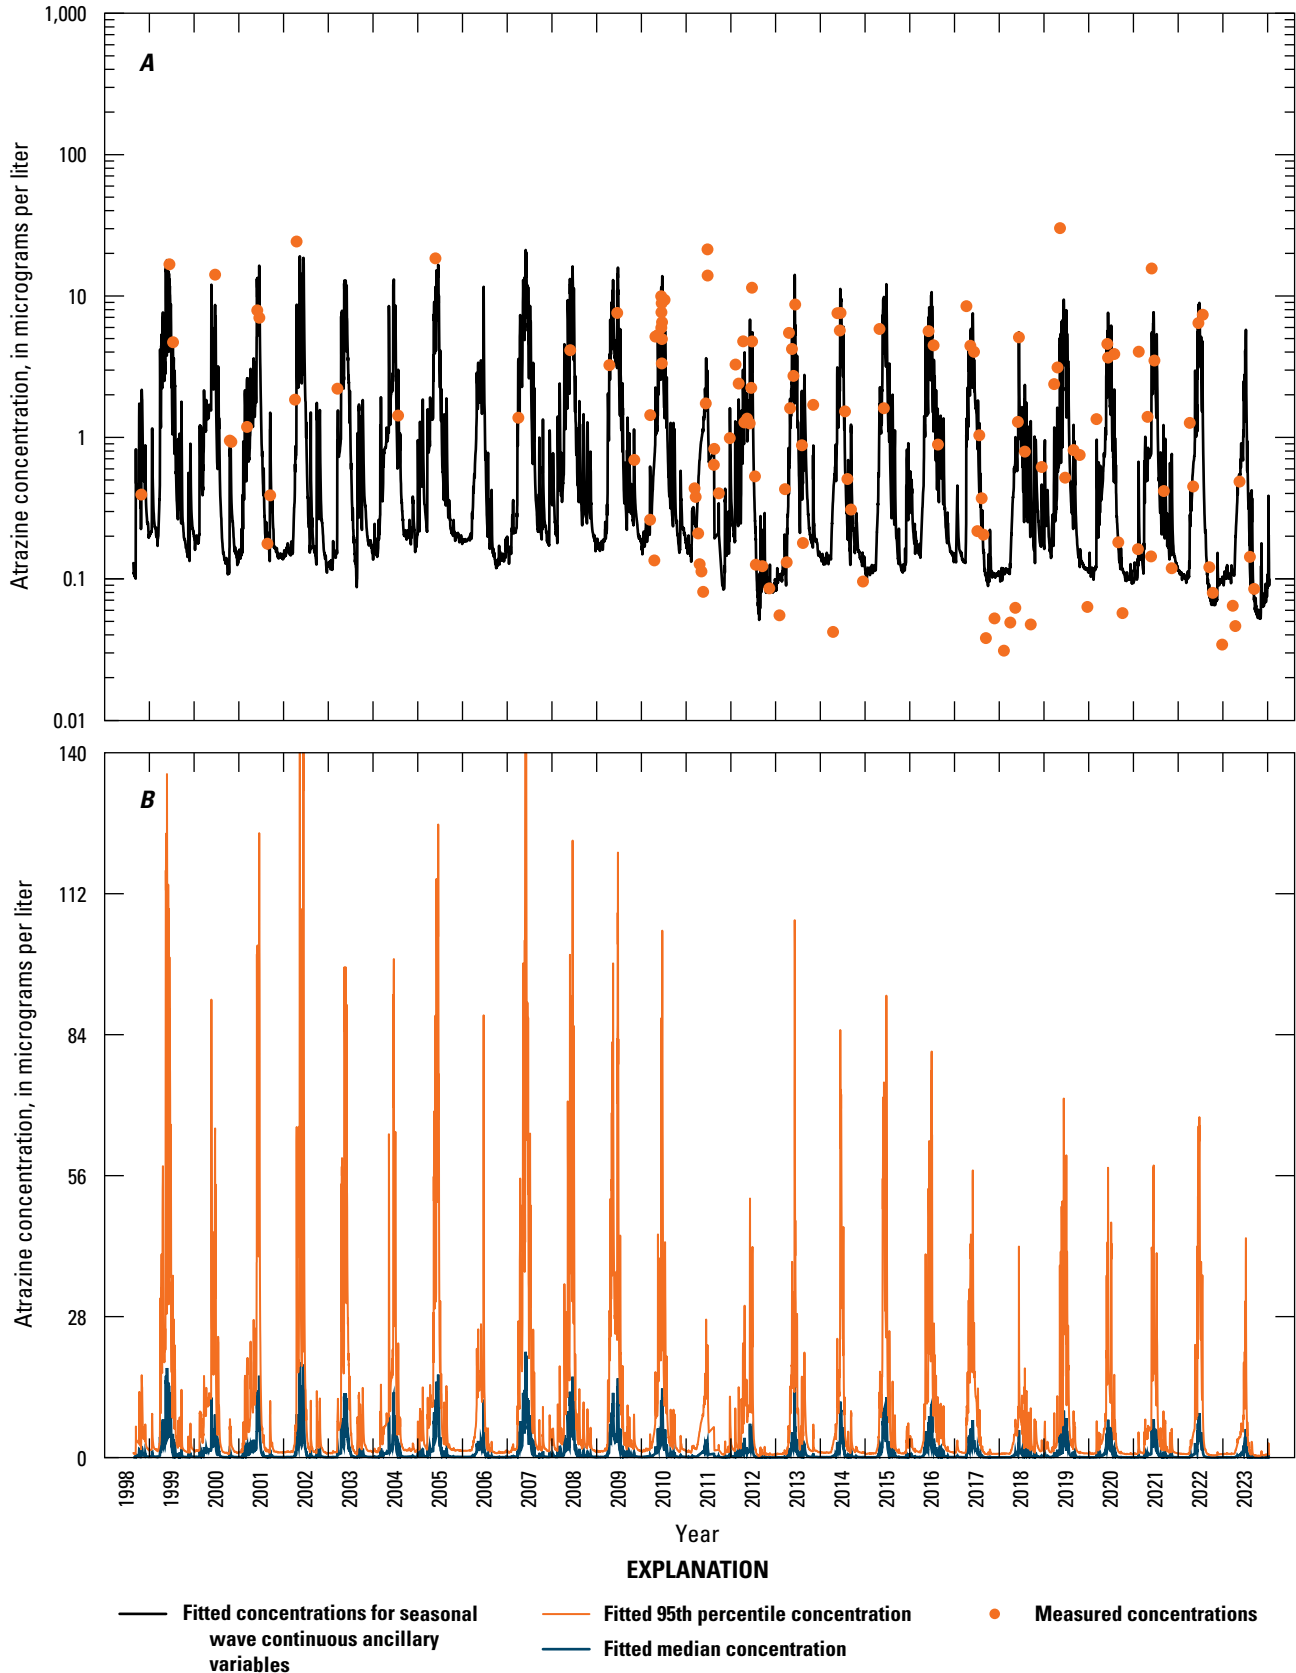 A
1,000
100
10
1
0.1
0.01
Atrazine concentration, in micrograms per liter
B
140
112
84
56
28
0
Atrazine concentration, in micrograms per liter
1998 1999 2000 2001 2002 2003 2004 2005 2006 2007 2008 2009 2010 2011 2012 2013 2014 2015 2016 2017 2018 2019 2020 2021 2022 2023
Year
EXPLANATION
Fitted concentrations for seasonal
wave continuous ancillary
variables
Fitted 95th percentile concentration
Fitted median concentration
Measured concentrations